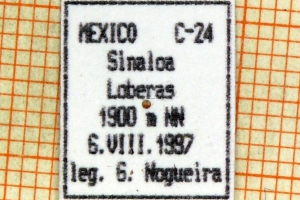 MEXICO C-24
Sinaloa
Loberas
1900 m NN
6.VIII.1997
leg. G. Nogueira